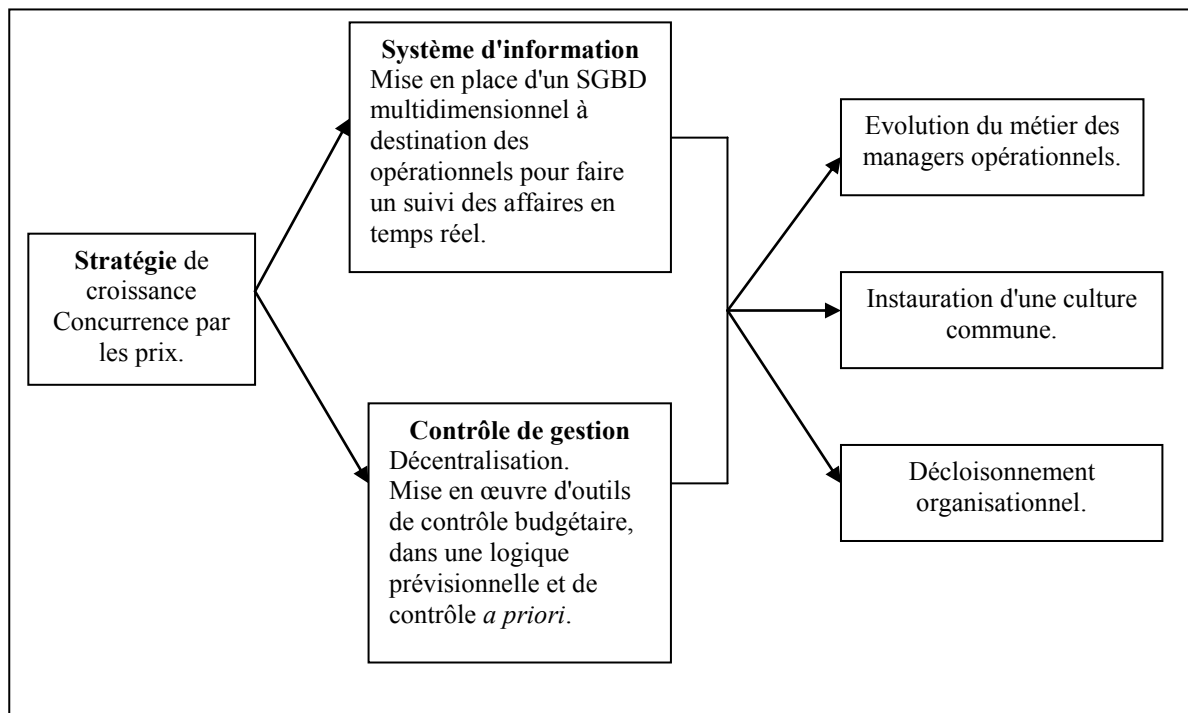 Stratégie de
croissance
Concurrence par
les prix.
Système d'information
Mise en place d'un SGBD
multidimensionnel à
destination des
opérationnels pour faire
un suivi des affaires en
temps réel.
Contrôle de gestion
Décentralisation.
Mise en œuvre d'outils
de contrôle budgétaire,
dans une logique
prévisionnelle et de
contrôle a priori.
Evolution du métier des
managers opérationnels.
Instauration d'une culture
commune.
Décloisonnement
organisationnel.